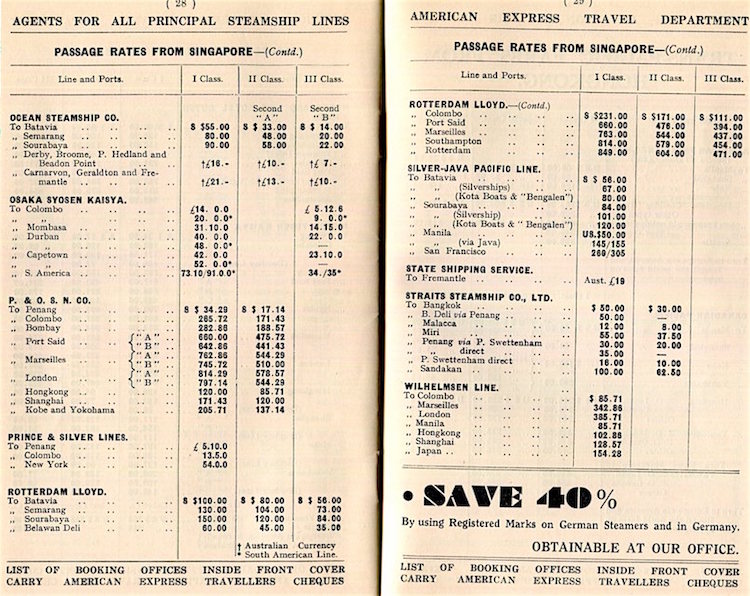 ( 28 )
AGENTS FOR ALL PRINCIPAL STEAMSHIP LINES
PASSAGE RATES FROM SINGAPORE—(Contd.)
Line and Ports. I Class. II Class. III Class.
OCEAN STEAMSHIP CO. Second "A" Second "B"
To Batavia .. .. .. .. S $55.00 S $ 33.00 S $ 14.00
„ Semarang .. .. .. .. 80.00 48.00 20.00
„ Sourabaya .. .. .. .. 90.00 58.00 22.00
„ Derby, Broome, P. Hedland and
Beadon Point .. .. .. †£16.- †£10.- †£ 7.-
„ Carnarvon, Geraldton and Fre-
mantle .. .. .. .. †£21.- †£13.- †£10.-
OSAKA SYOSEN KAISYA.
To Colombo .. .. .. .. £14. 0.0 £ 5.12.6
„ „ .. .. .. .. 20. 0.0* 9. 0.0*
„ Mombasa .. .. .. .. 31.10.0 14.15.0
„ Durban .. .. .. .. 40. 0.0 22. 0.0
„ „ .. .. .. .. 48. 0.0* —
„ Capetown .. .. .. .. 42. 0.0 23.10.0
„ „ .. .. .. .. 52. 0.0* —
„ S. America .. .. .. .. 73.10/91.0.0* 34./35*
P. & O. S. N. CO.
To Penang .. .. .. .. S $ 34.29 S $ 17.14
„ Colombo .. .. .. .. 265.72 171.43
„ Bombay .. .. .. .. 282.86 188.57
„ Port Said .. .. "A" .. 660.00 475.72
"B" .. 642.86 441.43
„ Marseilles .. .. "A" .. 762.86 544.29
"B" .. 745.72 510.00
„ London .. .. "A" .. 814.29 578.57
"B" .. 797.14 544.29
„ Hongkong .. .. .. .. 120.00 85.71
„ Shanghai .. .. .. .. 171.43 120.00
„ Kobe and Yokohama .. .. 205.71 137.14
PRINCE & SILVER LINES.
To Penang .. .. .. .. £ 5.10.0
„ Colombo .. .. .. .. 13.5.0
„ New York .. .. .. .. 54.0.0
ROTTERDAM LLOYD.
To Batavia .. .. .. .. S $100.00 S $ 80.00 S $ 56.00
„ Semarang .. .. .. .. 130.00 104.00 73.00
„ Sourabaya .. .. .. .. 150.00 120.00 84.00
„ Belawan Deli .. .. .. 60.00 45.00 35.00
† Australian Currency
* South American Line.
LIST OF BOOKING OFFICES INSIDE FRONT COVER
CARRY AMERICAN EXPRESS TRAVELLERS CHEQUES
( 29 )
AMERICAN EXPRESS TRAVEL DEPARTMENT
PASSAGE RATES FROM SINGAPORE—(Contd.)
Line and Ports. I Class. II Class. III Class.
ROTTERDAM LLOYD.—(Contd.)
„ Colombo .. .. .. .. S $231.00 S $171.00 S $111.00
„ Port Said .. .. .. .. 660.00 476.00 394.00
„ Marseilles .. .. .. .. 763.00 544.00 437.00
„ Southampton .. .. .. .. 814.00 579.00 454.00
„ Rotterdam .. .. .. .. 849.00 604.00 471.00
SILVER-JAVA PACIFIC LINE.
To Batavia .. .. .. .. S $ 56.00
„ „ (Silverships) .. .. 67.00
„ „ (Kota Boats & "Bengalen") 80.00
„ Sourabaya .. .. .. .. 84.00
„ „ (Silvership) .. .. 101.00
„ „ (Kota Boats & " Bengalen") 120.00
„ Manila .. .. .. .. US.$50.00
„ „ (via Java) .. .. 145/155
„ San Francisco .. .. .. 269/305
STATE SHIPPING SERVICE.
To Fremantle .. .. .. .. Aust. £19
STRAITS STEAMSHIP CO., LTD.
To Bangkok .. .. .. .. $ 50.00 $ 30.00
„ B. Deli via Penang .. .. 50.00 —
„ Malacca .. .. .. .. 12.00 8.00
„ Miri .. .. .. .. 55.00 37.50
„ Penang via P. Swettenham .. 30.00 20.00
„ „ direct .. .. 35.00 —
„ P. Swettenham direct .. .. 18.00 10.00
„ Sandakan .. .. .. .. 100.00 62.50
WILHELMSEN LINE.
To Colombo .. .. .. .. $ 85.71
„ Marseilles .. .. .. .. 342.86
„ London .. .. .. .. 385.71
„ Manila .. .. .. .. 85.71
„ Hongkong .. .. .. .. 102.86
„ Shanghai .. .. .. .. 128.57
„ Japan .. .. .. .. 154.28
• SAVE 40%
By using Registered Marks on German Steamers and in Germany.
OBTAINABLE AT OUR OFFICE.
LIST OF BOOKING OFFICES INSIDE FRONT COVER
CARRY AMERICAN EXPRESS TRAVELLERS CHEQUES